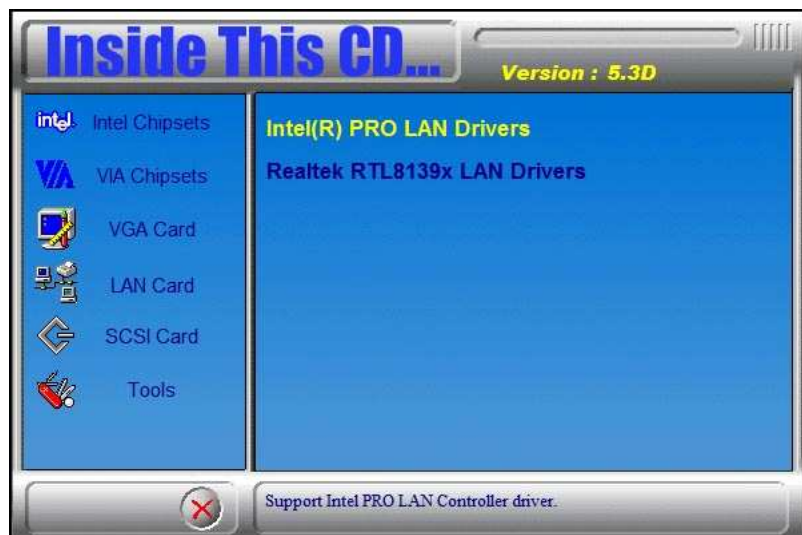 Inside This CD...
Version : 5.3D
intel Intel Chipsets
VIA VIA Chipsets
VGA Card
LAN Card
SCSI Card
Tools
Intel(R) PRO LAN Drivers
Realtek RTL8139x LAN Drivers
Support Intel PRO LAN Controller driver.